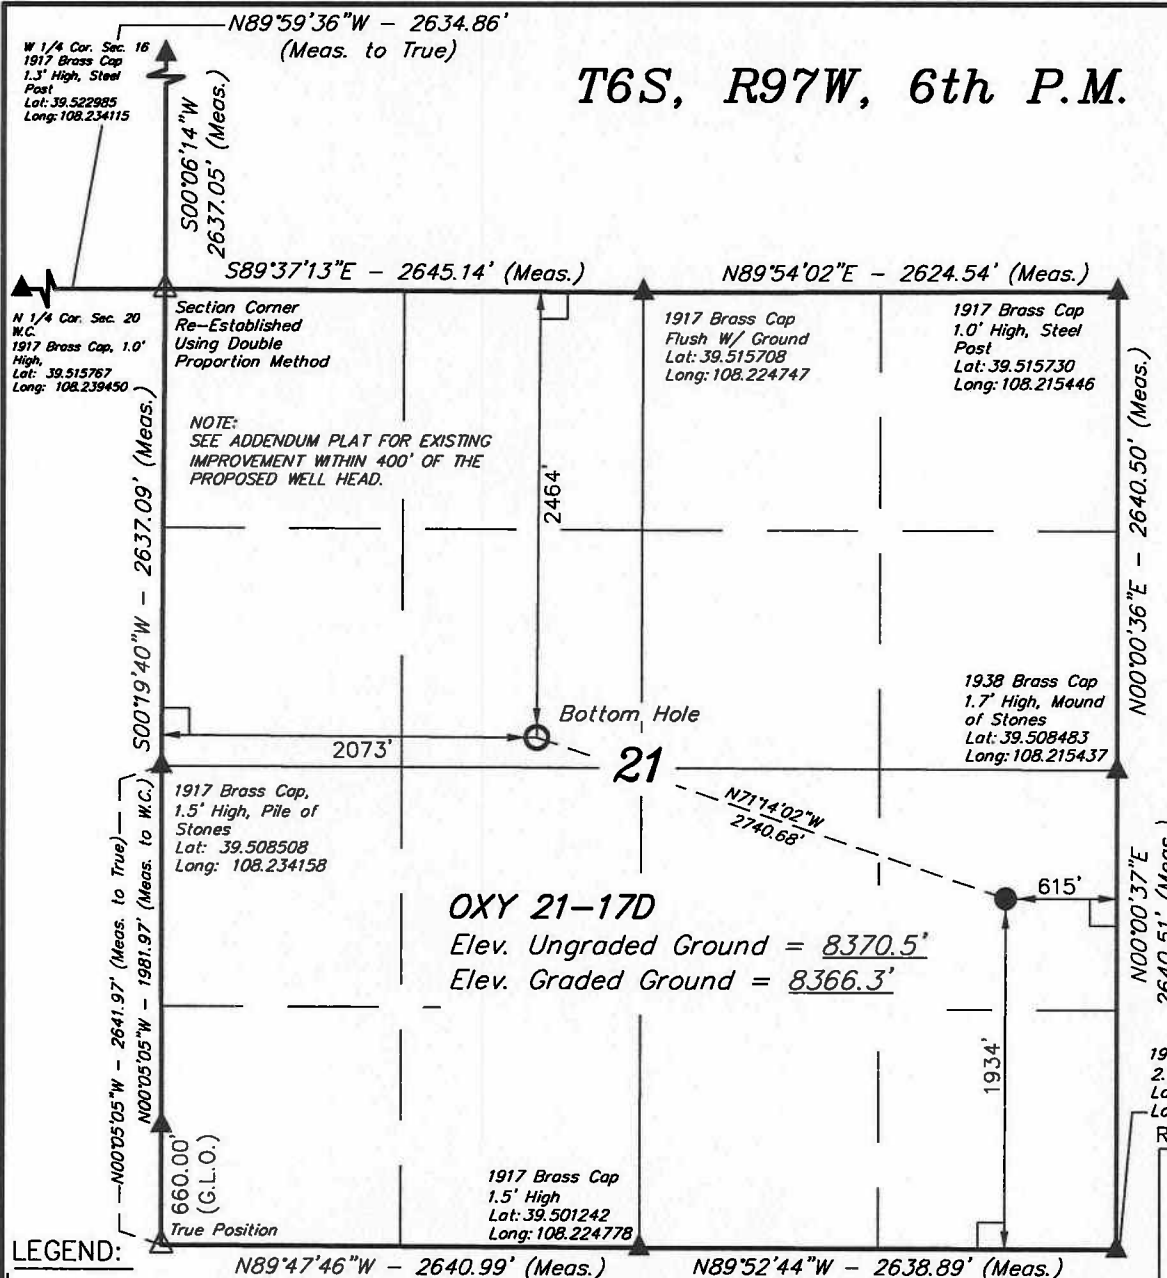 N89°59'36"W - 2634.86'
(Meas. to True)
W 1/4 Cor. Sec. 16
1917 Brass Cap
1.3' High, Steel
Post
Lat: 39.522985
Long: 108.234115
T6S, R97W, 6th P.M.
S00°06'14"W
2637.05' (Meas.)
S89°37'13"E - 2645.14' (Meas.)
N89°54'02"E - 2624.54' (Meas.)
N 1/4 Cor. Sec. 20
W.C.
1917 Brass Cap, 1.0'
High,
Lat: 39.515767
Long: 108.239450
Section Corner
Re-Established
Using Double
Proportion Method
1917 Brass Cap
Flush W/ Ground
Lat: 39.515708
Long: 108.224747
1917 Brass Cap
1.0' High, Steel
Post
Lat: 39.515730
Long: 108.215446
NOTE:
SEE ADDENDUM PLAT FOR EXISTING
IMPROVEMENT WITHIN 400' OF THE
PROPOSED WELL HEAD.
S00°19'40"W - 2637.09' (Meas.)
2464'
N00°00'36"E - 2640.50' (Meas.)
Bottom Hole
2073'
21
1938 Brass Cap
1.7' High, Mound
of Stones
Lat: 39.508483
Long: 108.215437
1917 Brass Cap,
1.5' High, Pile of
Stones
Lat: 39.508508
Long: 108.234158
N71°14'02"W
2740.68'
615'
OXY 21-17D
Elev. Ungraded Ground = 8370.5'
Elev. Graded Ground = 8366.3'
N00°05'05"W - 2641.97' (Meas. to True)
N00°05'05"W - 1981.97' (Meas. to W.C.)
N00°00'37"E
2640.51' (Meas.)
1934'
660.00'
(G.L.O.)
True Position
1917 Brass Cap
1.5' High
Lat: 39.501242
Long: 108.224778
19
2.
La
Lo
R
LEGEND:
N89°47'46"W - 2640.99' (Meas.)
N89°52'44"W - 2638.89' (Meas.)